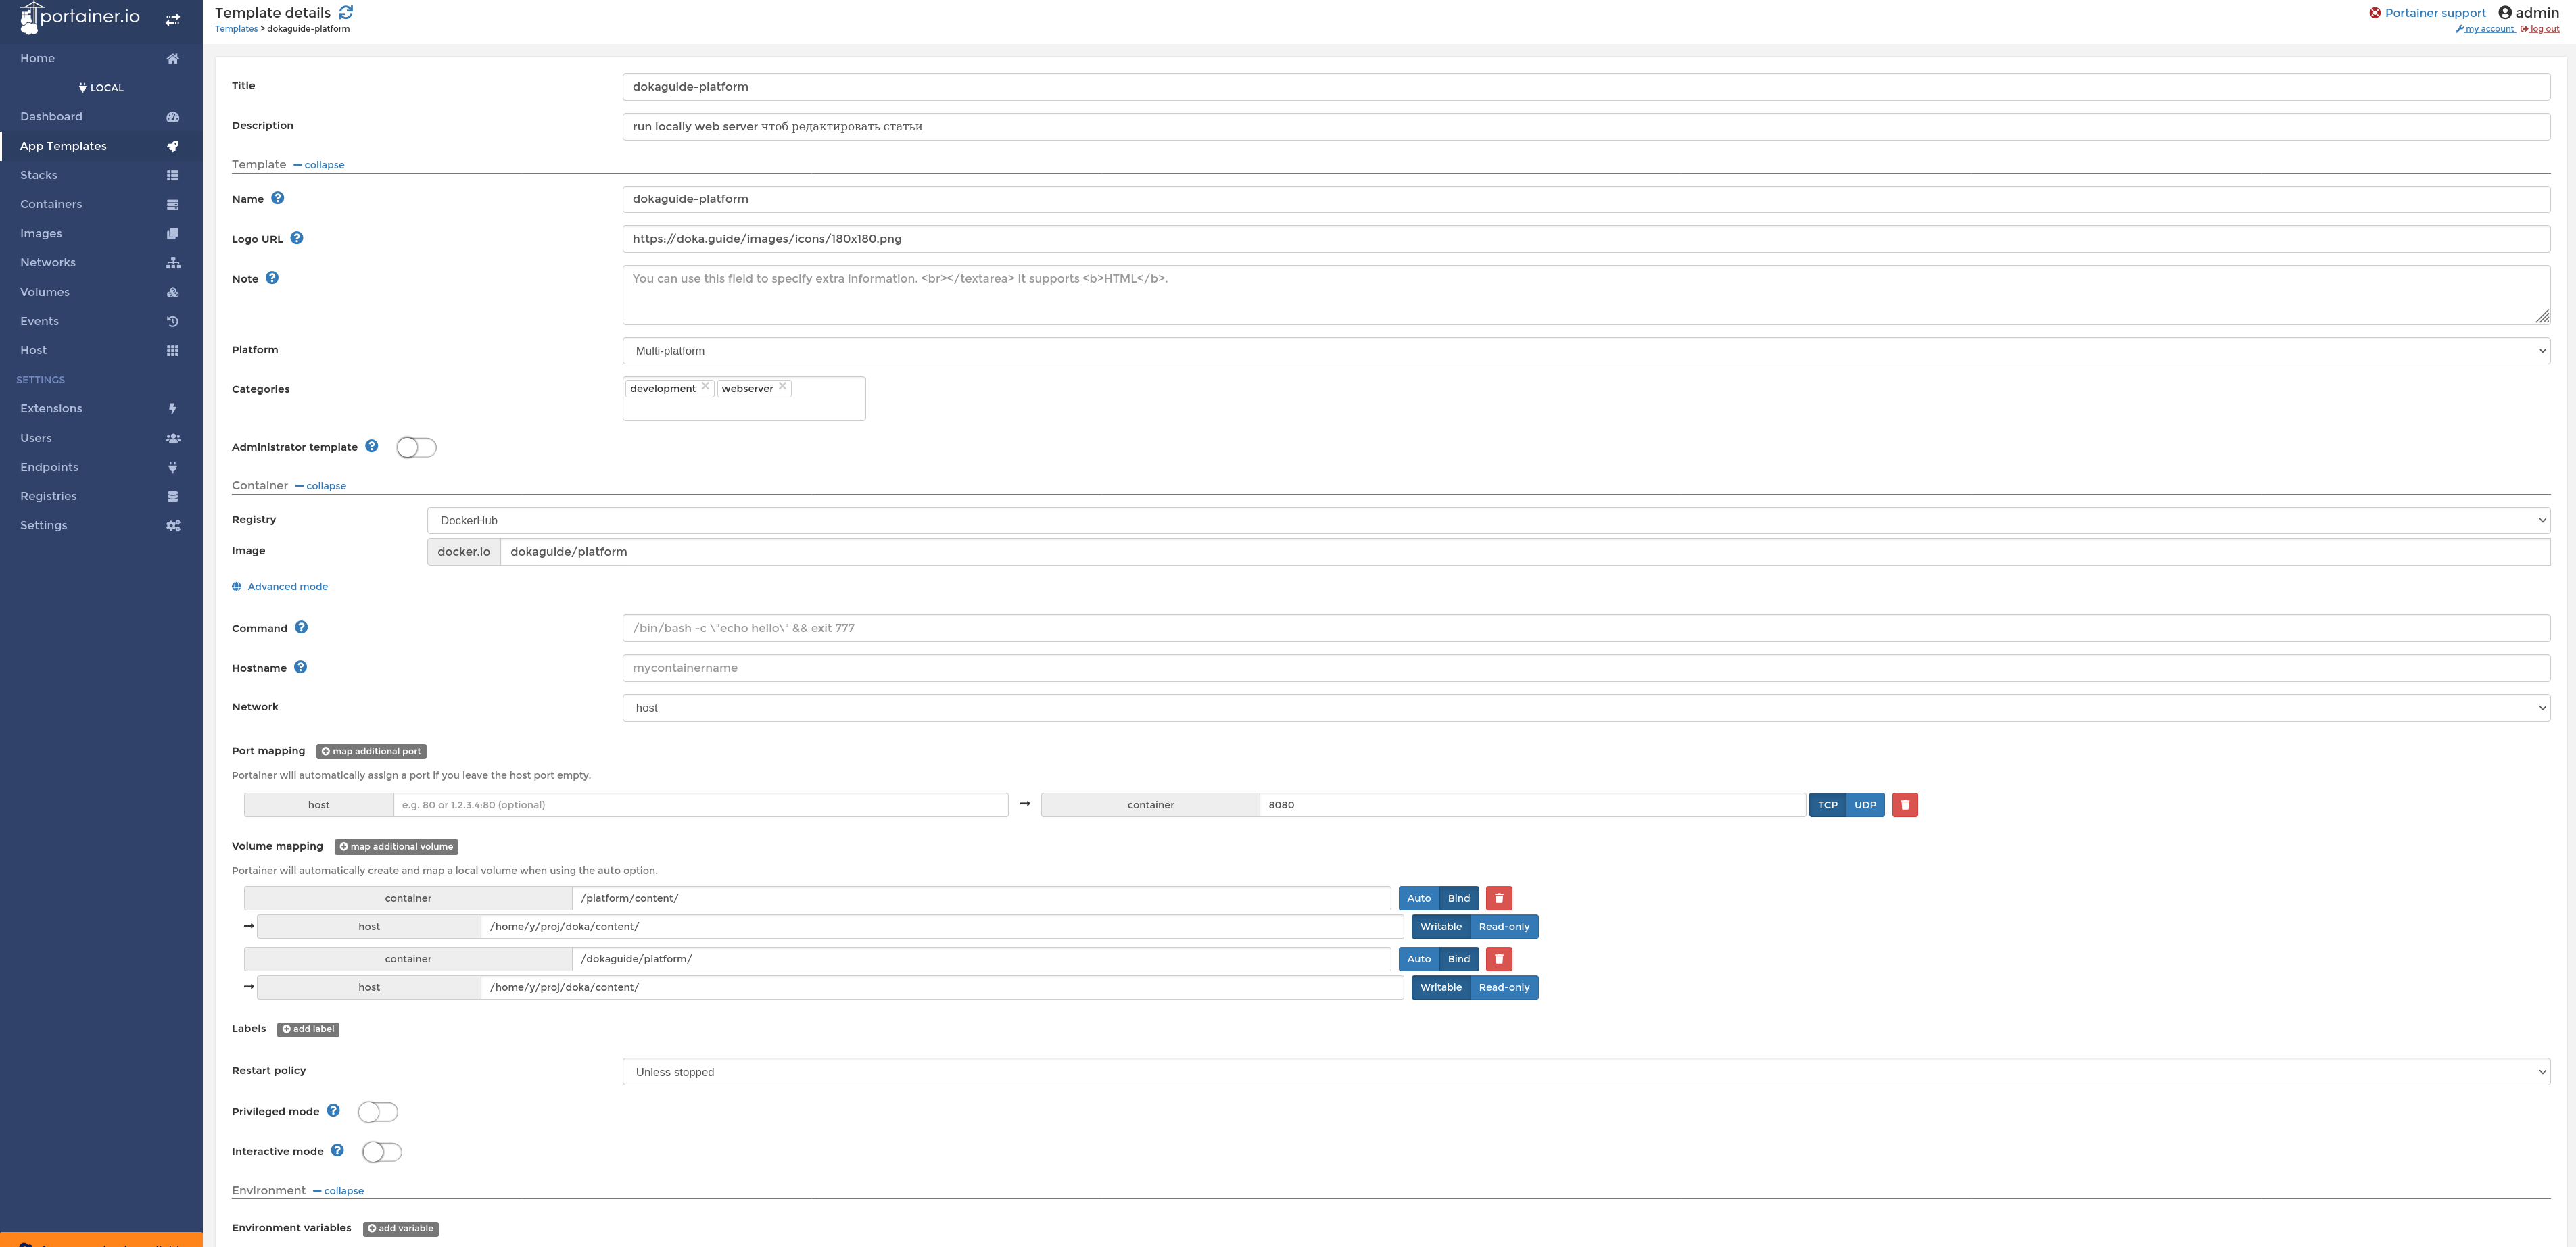 portainer.io
Home
LOCAL
Dashboard
App Templates
Stacks
Containers
Images
Networks
Volumes
Events
Host
SETTINGS
Extensions
Users
Endpoints
Registries
Settings
Template details
Templates > dokaguide-platform
Portainer support admin
my account log out
Title dokaguide-platform
Description run locally web server чтоб редактировать статьи
Template collapse
Name dokaguide-platform
Logo URL https://doka.guide/images/icons/180x180.png
Note You can use this field to specify extra information. <br></textarea> It supports <b>HTML</b>.
Platform Multi-platform
Categories development webserver
Administrator template
Container collapse
Registry DockerHub
Image docker.io dokaguide/platform
Advanced mode
Command /bin/bash -c \"echo hello\" && exit 777
Hostname mycontainername
Network host
Port mapping map additional port
Portainer will automatically assign a port if you leave the host port empty.
host e.g. 80 or 1.2.3.4:80 (optional) container 8080 TCP UDP
Volume mapping map additional volume
Portainer will automatically create and map a local volume when using the auto option.
container /platform/content/ Auto Bind
host /home/y/proj/doka/content/ Writable Read-only
container /dokaguide/platform/ Auto Bind
host /home/y/proj/doka/content/ Writable Read-only
Labels add label
Restart policy Unless stopped
Privileged mode
Interactive mode
Environment collapse
Environment variables add variable